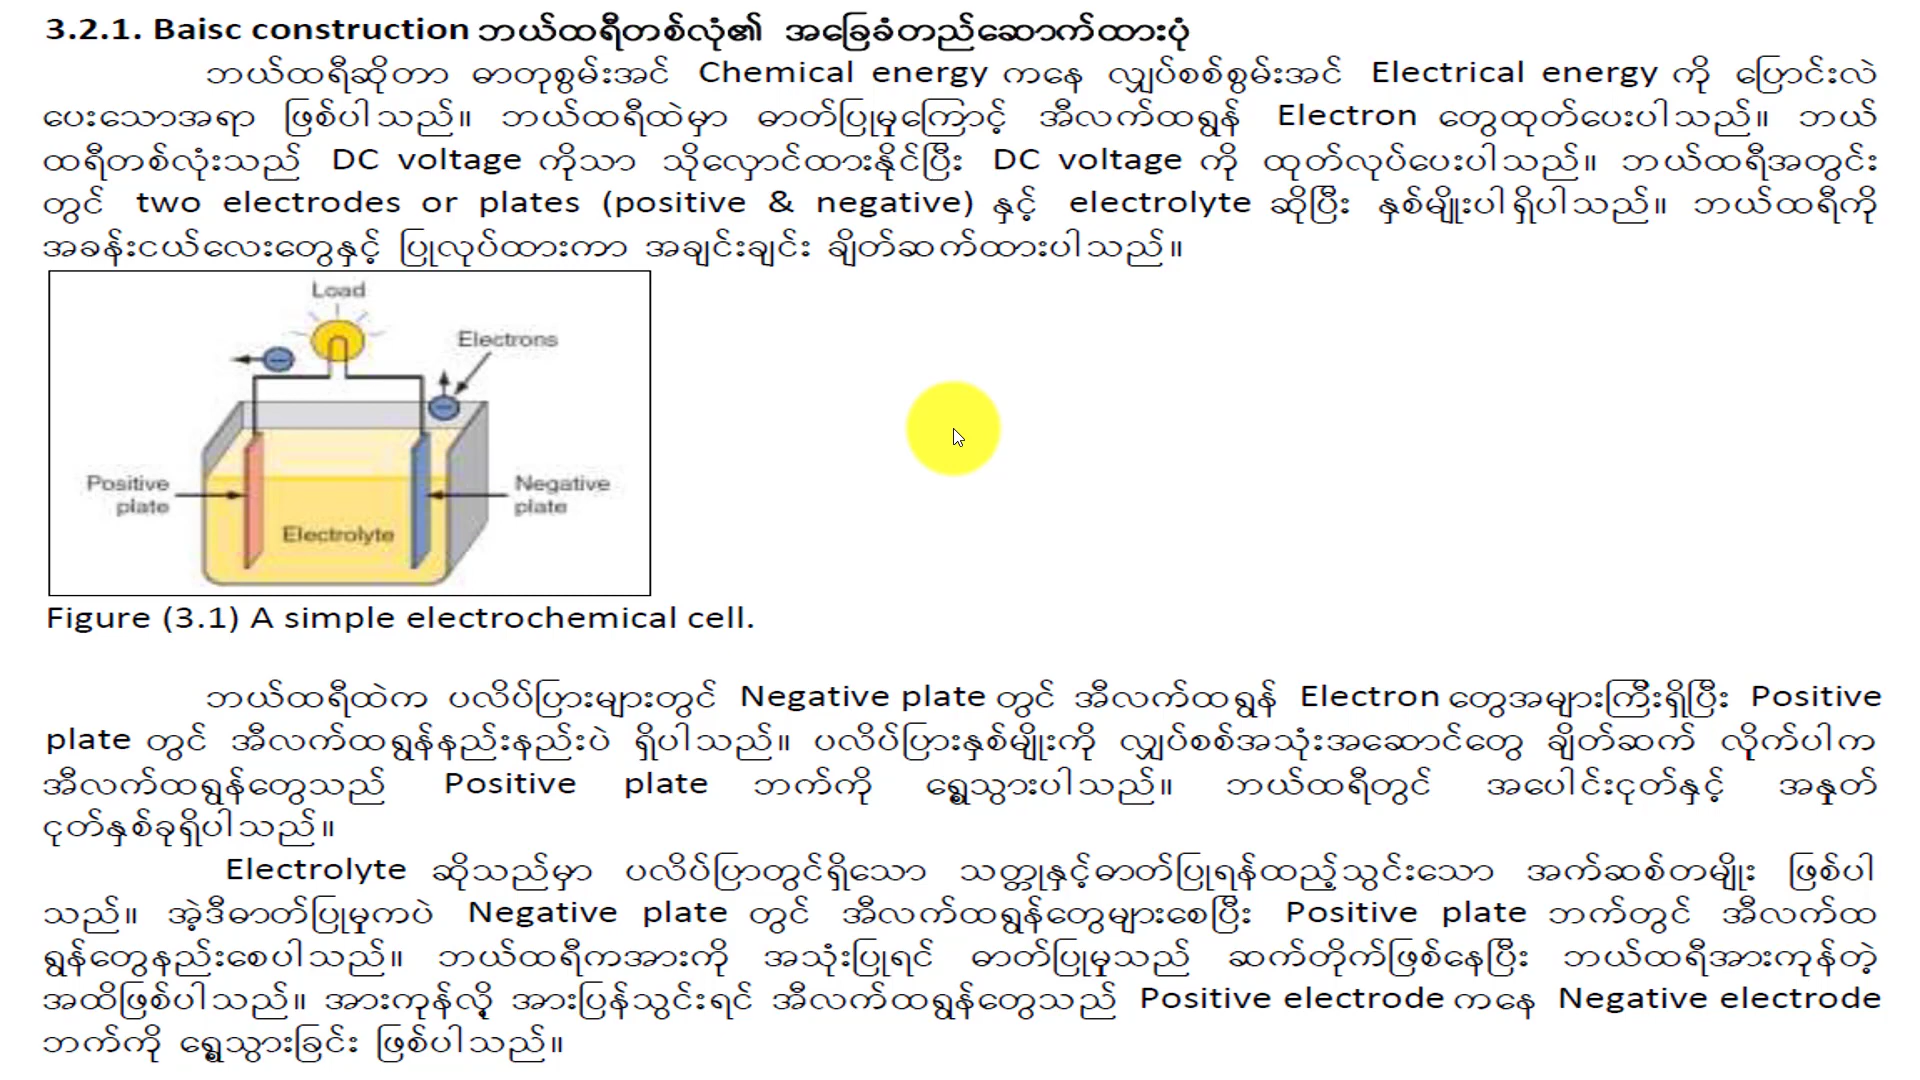 3.2.1. Baisc construction ဘယ်ထရီတစ်လုံ၏ အခြေခံတည်ဆောက်ထားပုံ
ဘယ်ထရီဆိုတာ ဓာတုစွမ်းအင် Chemical energy ကနေ လျှပ်စစ်စွမ်းအင် Electrical energy ကို ပြောင်းလဲ
ပေးသောအရာ ဖြစ်ပါသည်။ ဘယ်ထရီထဲမှာ ဓာတ်ပြုမှုကြောင့် အီလက်ထရွန် Electron တွေထုတ်ပေးပါသည်။ ဘယ်
ထရီတစ်လုံးသည် DC voltage ကိုသာ သိုလှောင်ထားနိုင်ပြီး DC voltage ကို ထုတ်လုပ်ပေးပါသည်။ ဘယ်ထရီအတွင်း
တွင် two electrodes or plates (positive & negative) နှင့် electrolyte ဆိုပြီး နှစ်မျိုးပါရှိပါသည်။ ဘယ်ထရီကို
အခန်းငယ်လေးတွေနှင့် ပြုလုပ်ထားကာ အချင်းချင်း ချိတ်ဆက်ထားပါသည်။
Load
Electrons
Positive
plate
Negative
plate
Electrolyte
Figure (3.1) A simple electrochemical cell.
ဘယ်ထရီထဲက ပလိပ်ပြားများတွင် Negative plate တွင် အီလက်ထရွန် Electron တွေအများကြီးရှိပြီး Positive
plate တွင် အီလက်ထရွန်နည်းနည်းပဲ ရှိပါသည်။ ပလိပ်ပြားနှစ်မျိုးကို လျှပ်စစ်အသုံးအဆောင်တွေ ချိတ်ဆက် လိုက်ပါက
အီလက်ထရွန်တွေသည် Positive plate ဘက်ကို ရွေ့သွားပါသည်။ ဘယ်ထရီတွင် အပေါင်းငုတ်နှင့် အနှုတ်
ငုတ်နှစ်ခုရှိပါသည်။
Electrolyte ဆိုသည်မှာ ပလိပ်ပြာတွင်ရှိသော သတ္တုနှင့်ဓာတ်ပြုရန်ထည့်သွင်းသော အက်ဆစ်တမျိုး ဖြစ်ပါ
သည်။ အဲ့ဒီဓာတ်ပြုမှုကပဲ Negative plate တွင် အီလက်ထရွန်တွေများစေပြီး Positive plate ဘက်တွင် အီလက်ထ
ရွန်တွေနည်းစေပါသည်။ ဘယ်ထရီကအားကို အသုံးပြုရင် ဓာတ်ပြုမှုသည် ဆက်တိုက်ဖြစ်နေပြီး ဘယ်ထရီအားကုန်တဲ့
အထိဖြစ်ပါသည်။ အားကုန်လို့ အားပြန်သွင်းရင် အီလက်ထရွန်တွေသည် Positive electrode ကနေ Negative electrode
ဘက်ကို ရွေ့သွားခြင်း ဖြစ်ပါသည်။